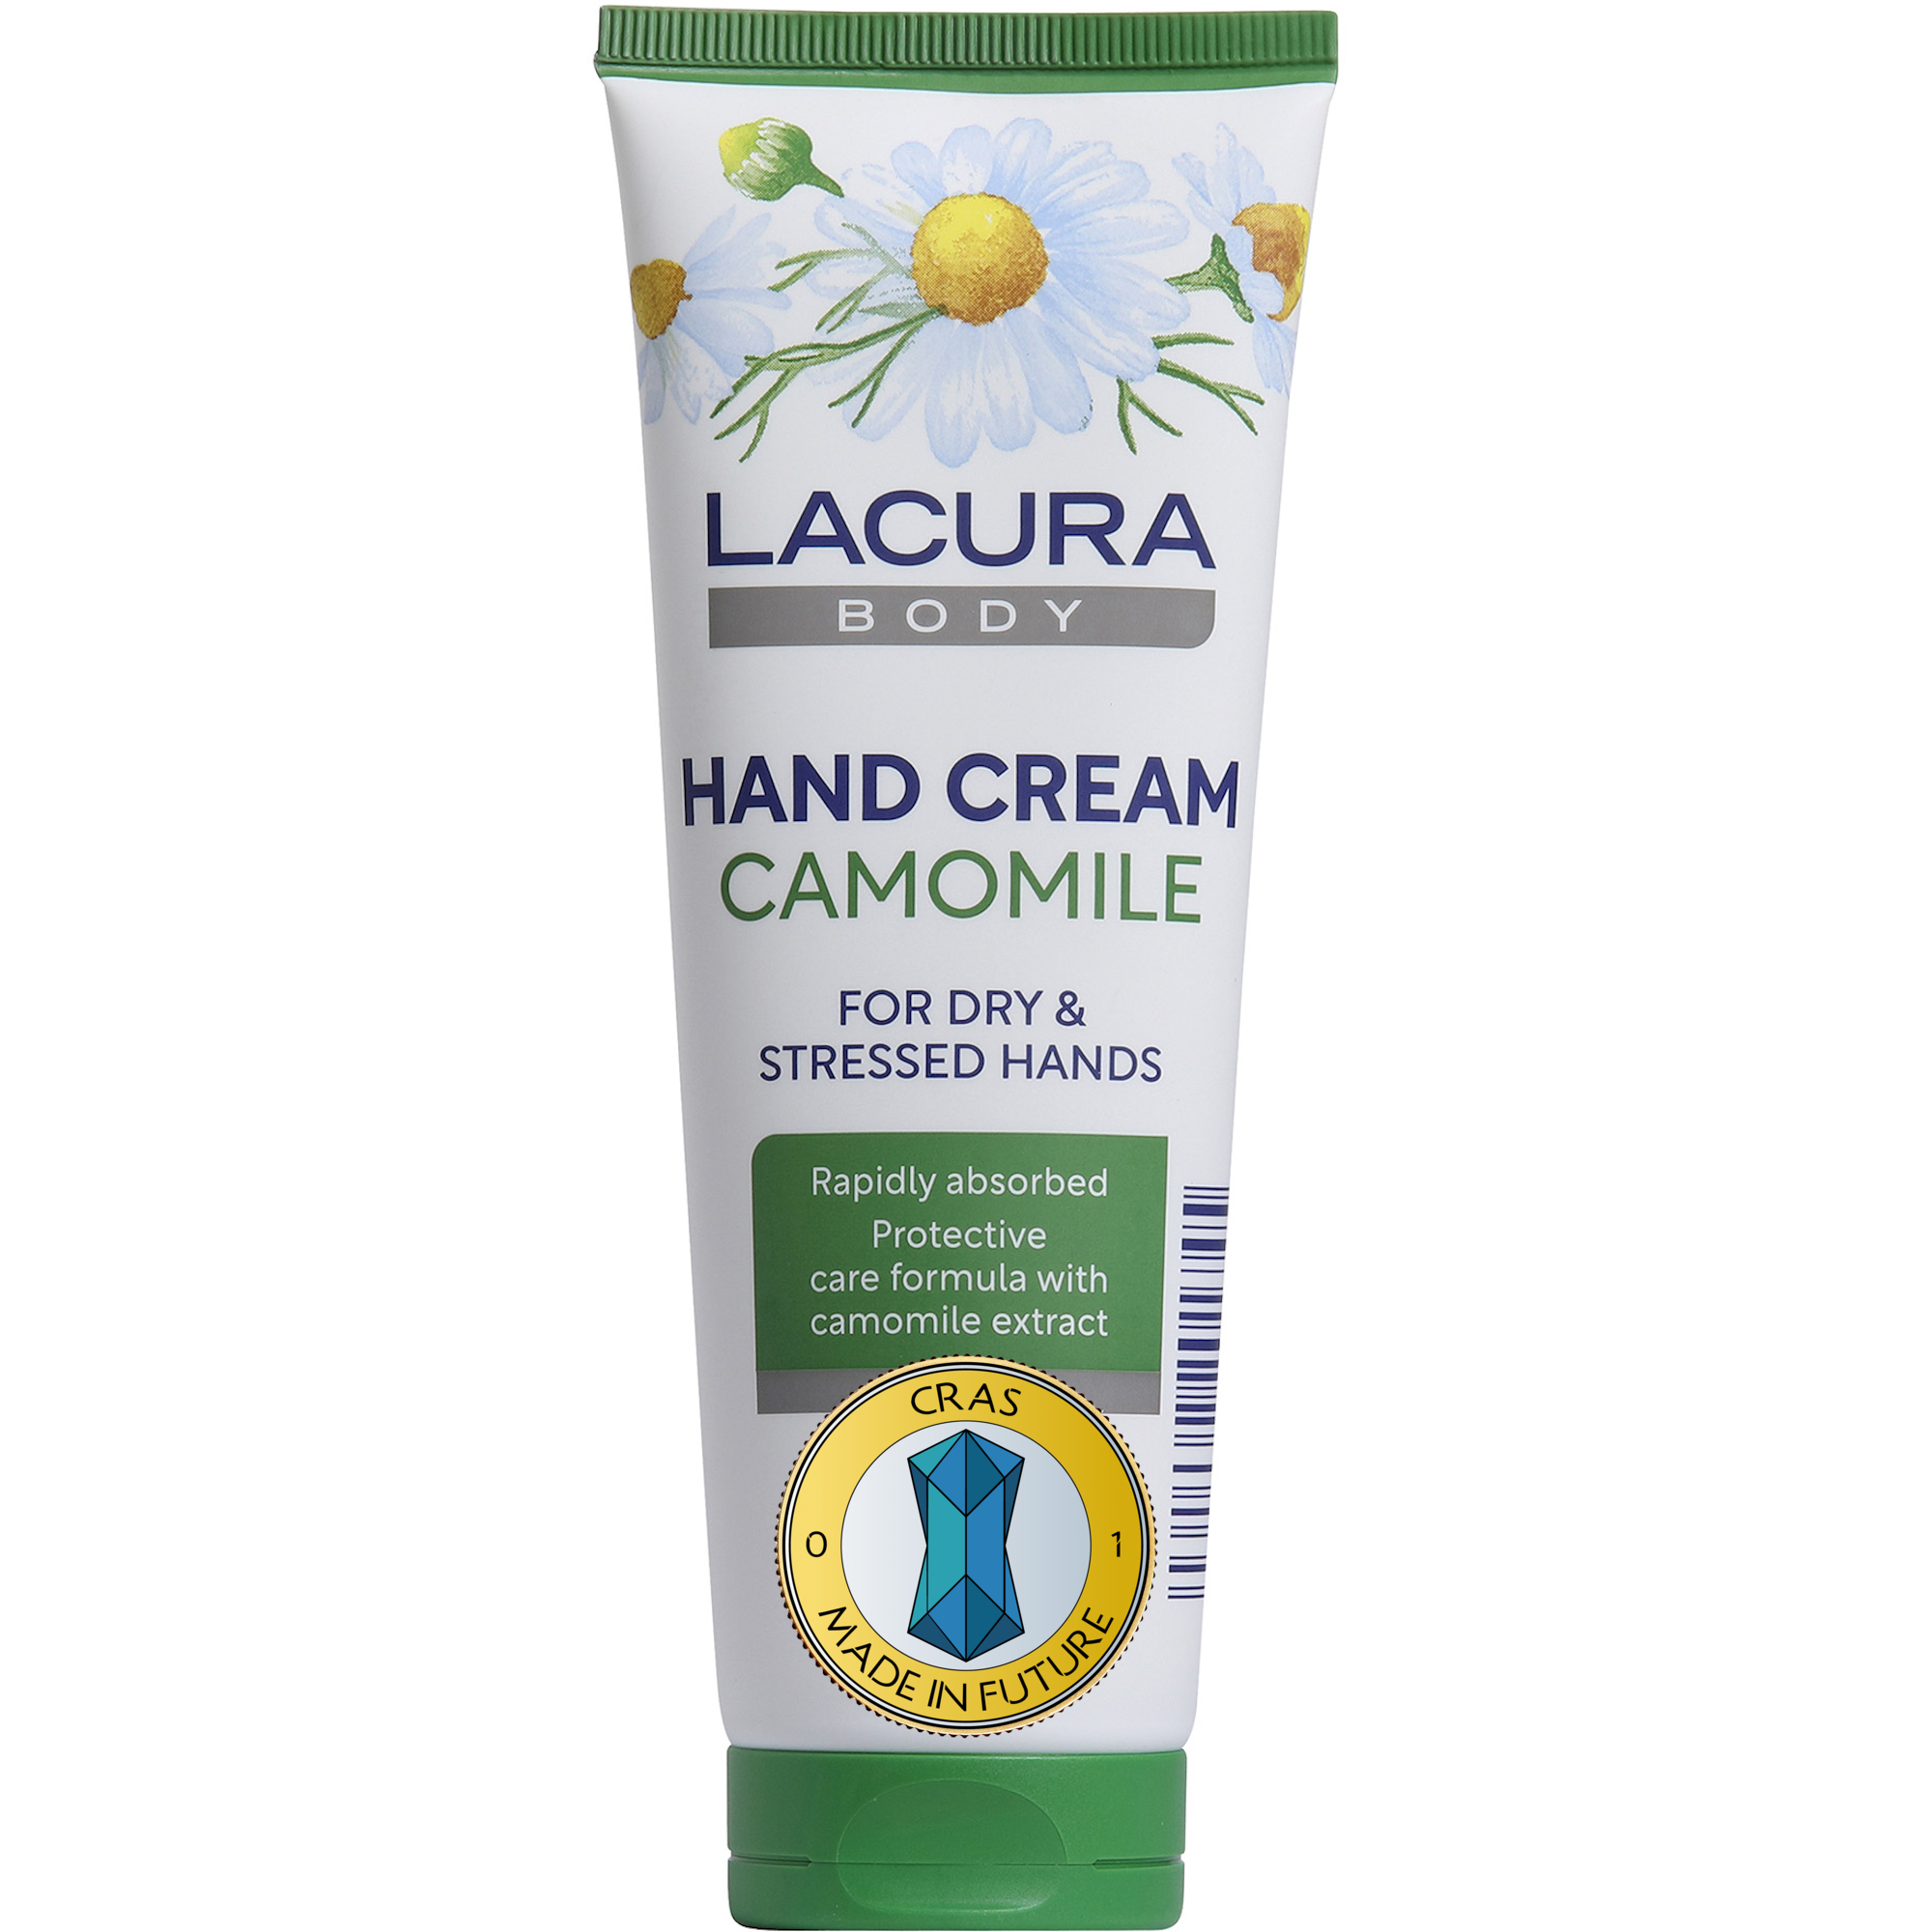 LACURA
BODY
HAND CREAM
CAMOMILE
FOR DRY &
STRESSED HANDS
Rapidly absorbed
Protective
care formula with
camomile extract
CRAS
0 1
MADE IN FUTURE